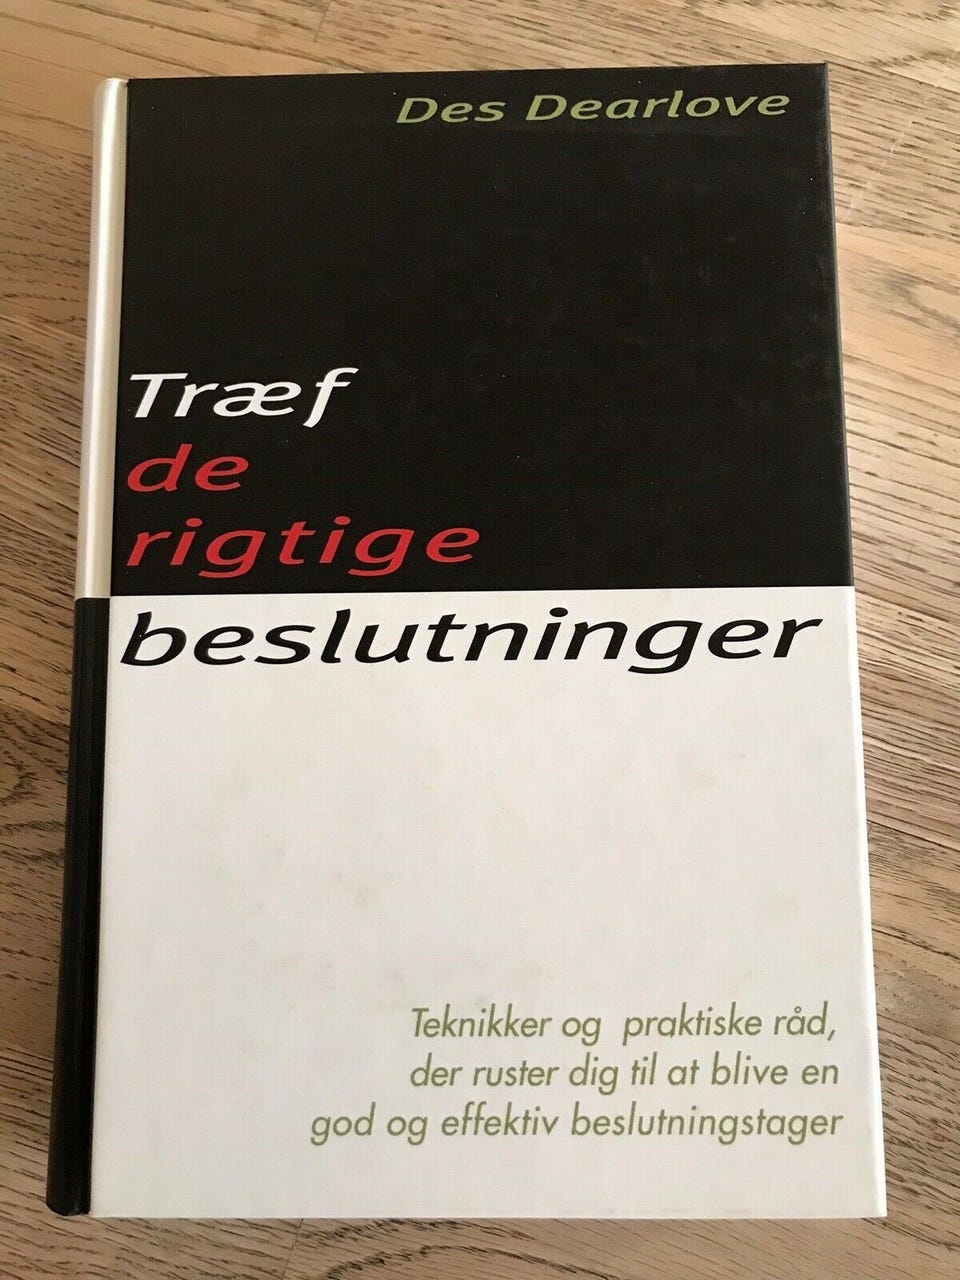 Des Dearlove
Træf
de
rigtige
beslutninger
Teknikker og praktiske råd,
der ruster dig til at blive en
god og effektiv beslutningstager